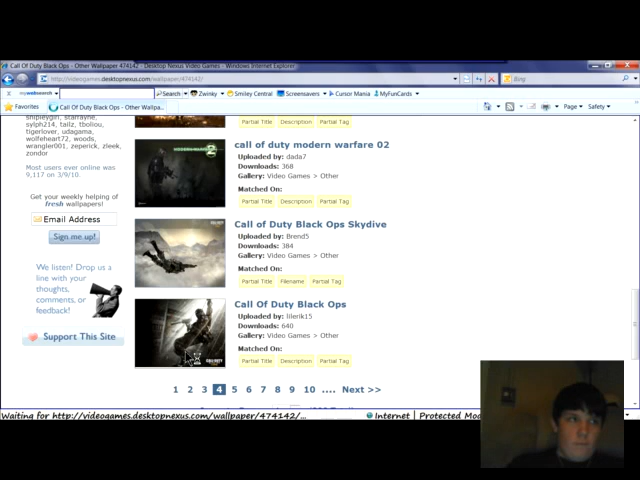 Call Of Duty Black Ops - Other Wallpaper 474142 - Desktop Nexus Video Games - Windows Internet Explorer
http://videogames.desktopnexus.com/wallpaper/474142/
Bing
mywebsearch
Search
Zwinky
Smiley Central
Screensavers
Cursor Mania
MyFunCards
Favorites
Call Of Duty Black Ops - Other Wallpa...
Page
Safety
shipleygirl, starrayne,
sylph214, tailz, tboliou,
tigerlover, udagama,
wolfeheart72, woods,
wrangler001, zeperick, zleek,
zondor
Most users ever online was
9,117 on 3/9/10.
Get your weekly helping of
fresh wallpapers!
Email Address
Sign me up!
We listen! Drop us a
line with your
thoughts,
comments, or
feedback!
Support This Site
Partial Title Description Partial Tag
call of duty modern warfare 02
Uploaded by: dada7
Downloads: 368
Gallery: Video Games > Other
Matched On:
Partial Title Description Partial Tag
Call of Duty Black Ops Skydive
Uploaded by: Brend5
Downloads: 384
Gallery: Video Games > Other
Matched On:
Partial Title Filename Partial Tag
Call Of Duty Black Ops
Uploaded by: lilerik15
Downloads: 640
Gallery: Video Games > Other
Matched On:
Partial Title Description Partial Tag
1 2 3 4 5 6 7 8 9 10 .... Next >>
Waiting for http://videogames.desktopnexus.com/wallpaper/474142/...
Internet | Protected Mod